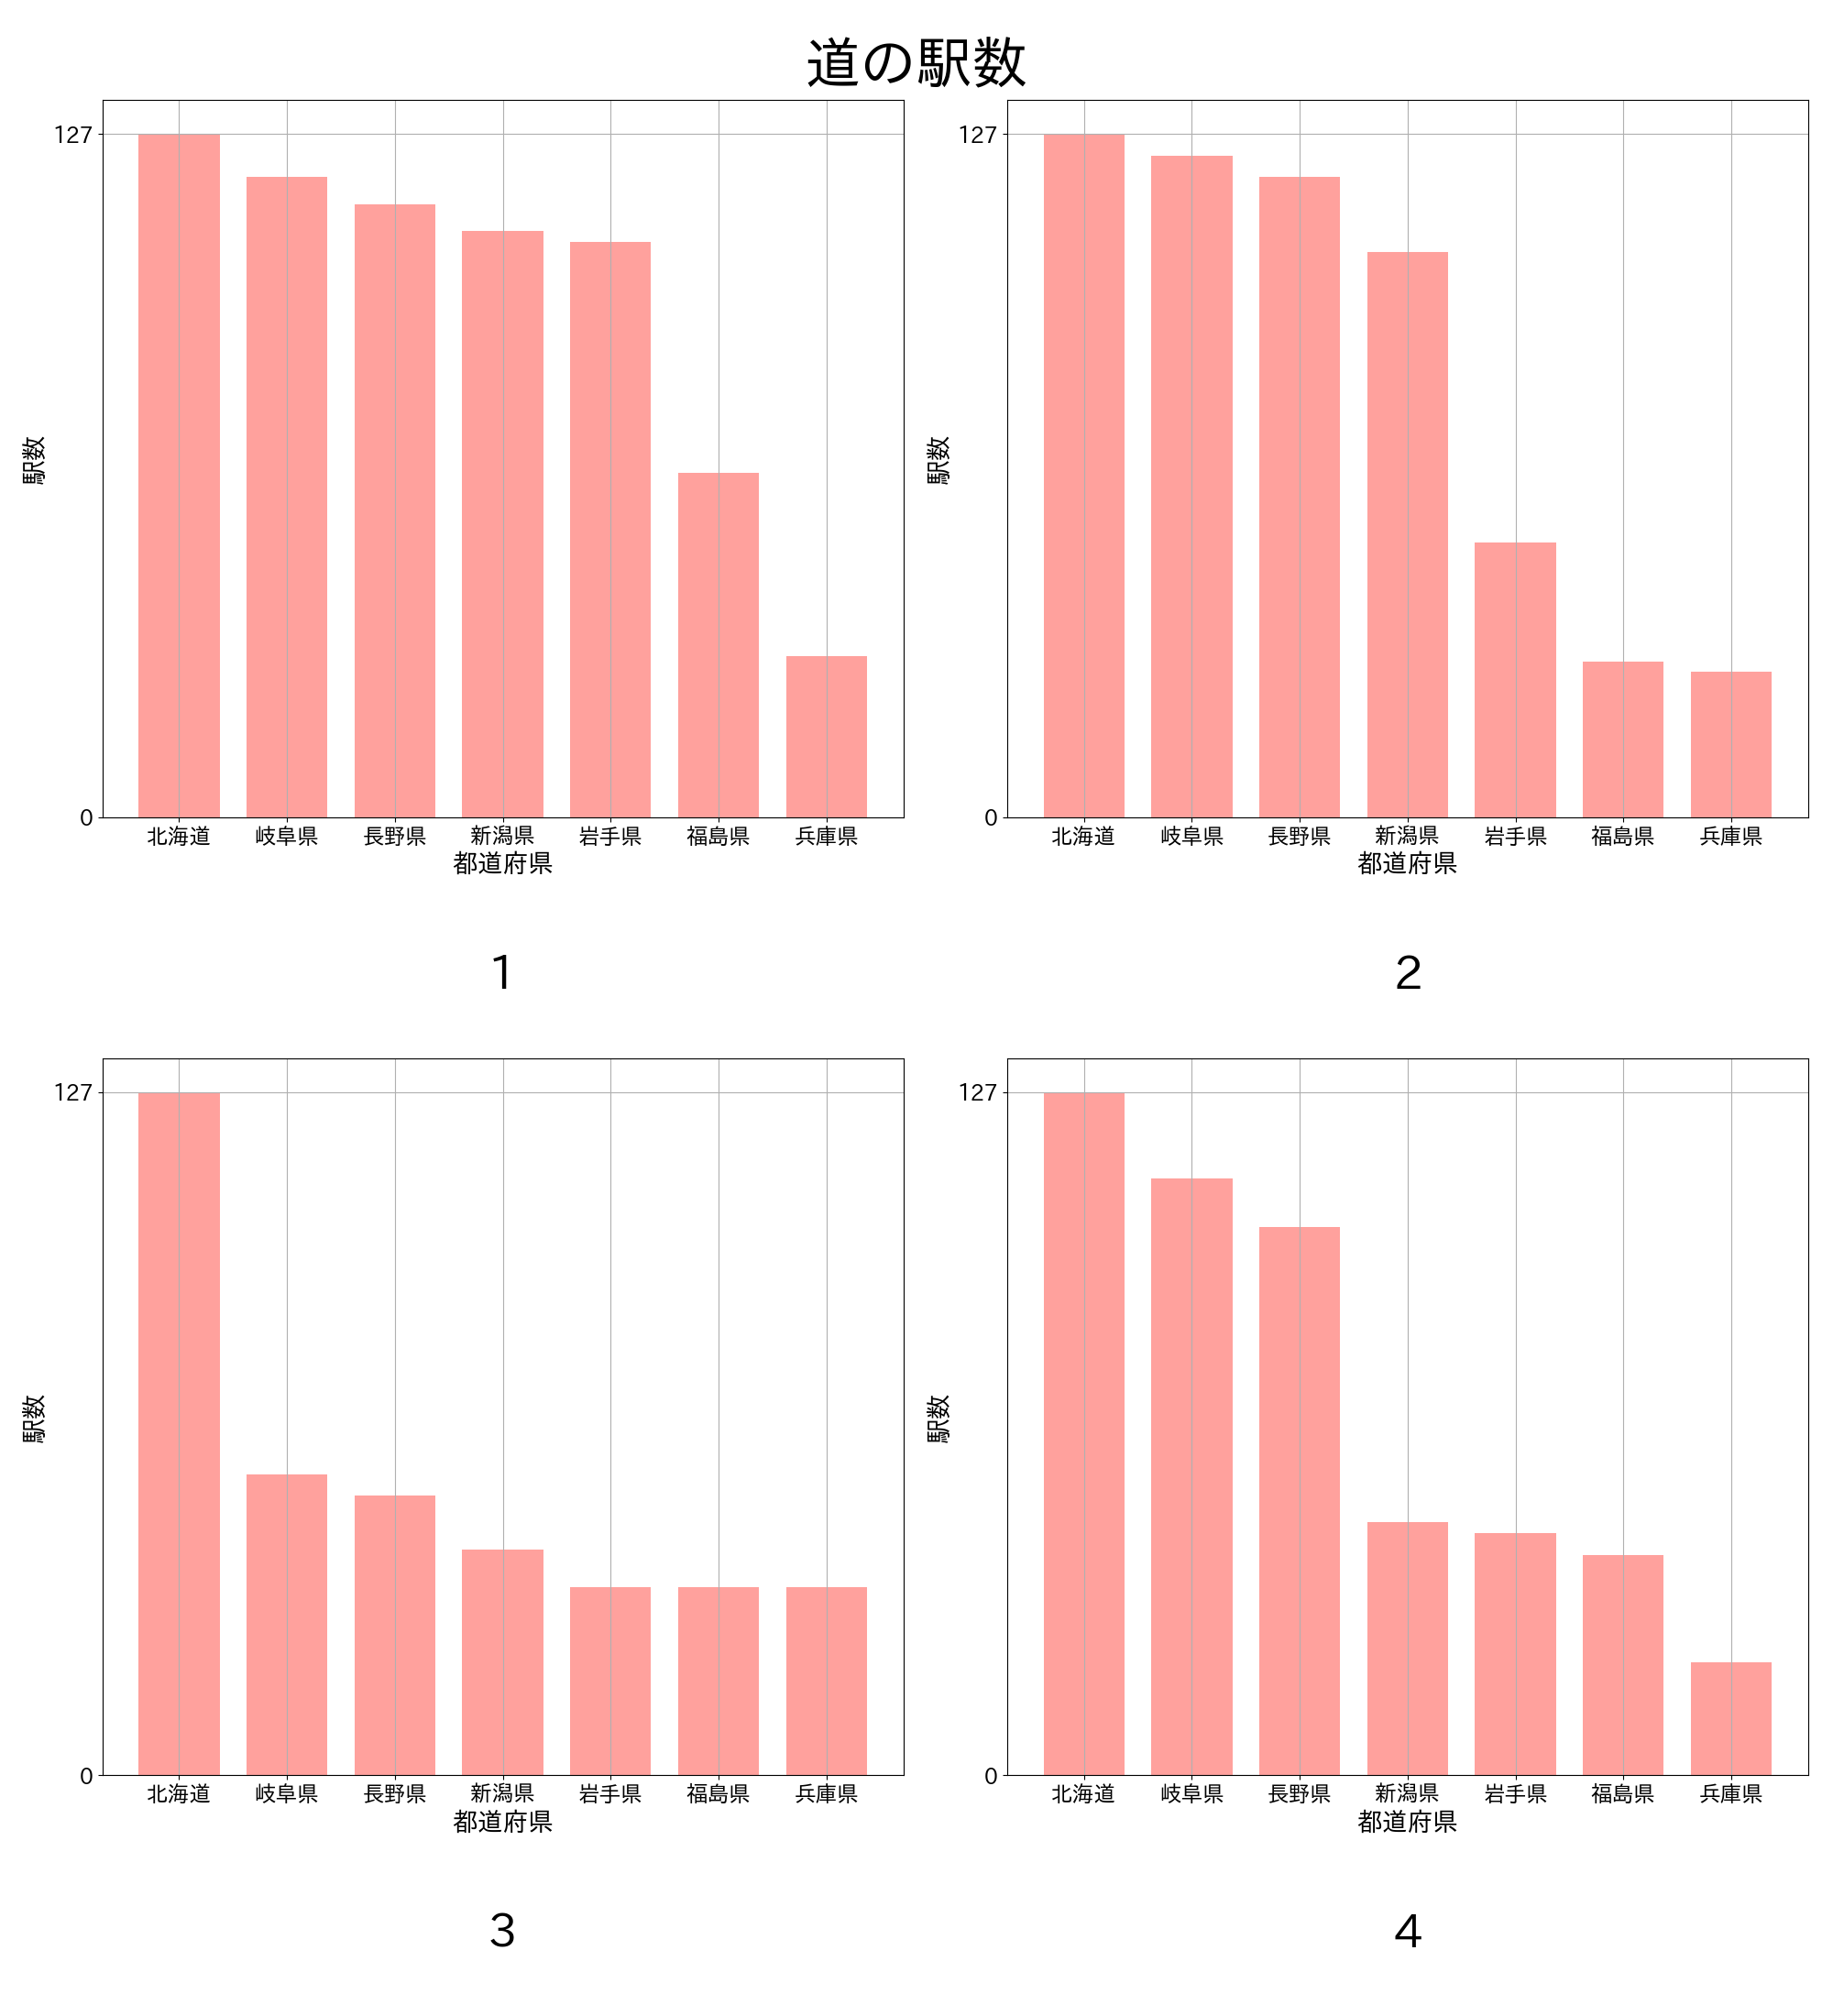 道の駅数
127
127
駅数
駅数
0
0
北海道 岐阜県 長野県 新潟県 岩手県 福島県 兵庫県
北海道 岐阜県 長野県 新潟県 岩手県 福島県 兵庫県
都道府県
都道府県
1
2
127
127
駅数
駅数
0
0
北海道 岐阜県 長野県 新潟県 岩手県 福島県 兵庫県
北海道 岐阜県 長野県 新潟県 岩手県 福島県 兵庫県
都道府県
都道府県
3
4